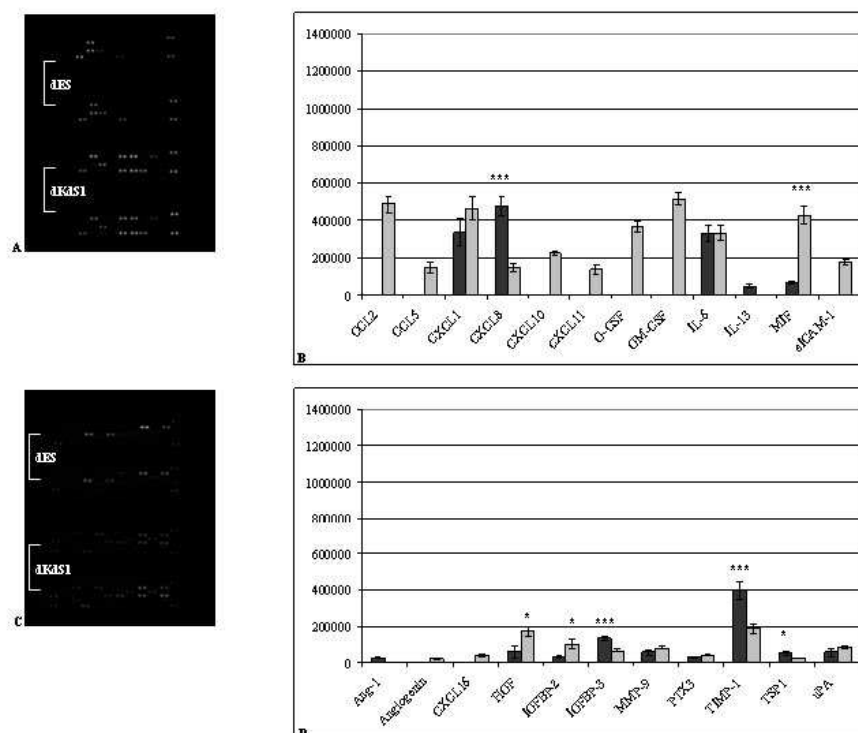 1400000
1200000
1000000
800000
600000
400000
200000
0
***
***
CCL2
CCL5
CXCL1
CXCL8
CXCL10
CXCL11
G-CSF
GM-CSF
IL-6
IL-13
MIF
sICAM-1
dES
dKdS1
A
B
1400000
1200000
1000000
800000
600000
400000
200000
0
*
*
***
***
*
Ang-1
Angiogenin
CXCL16
HGF
IGFBP-2
IGFBP-3
MMP-9
PTX3
TIMP-1
TSP1
uPA
dES
dKdS1
C